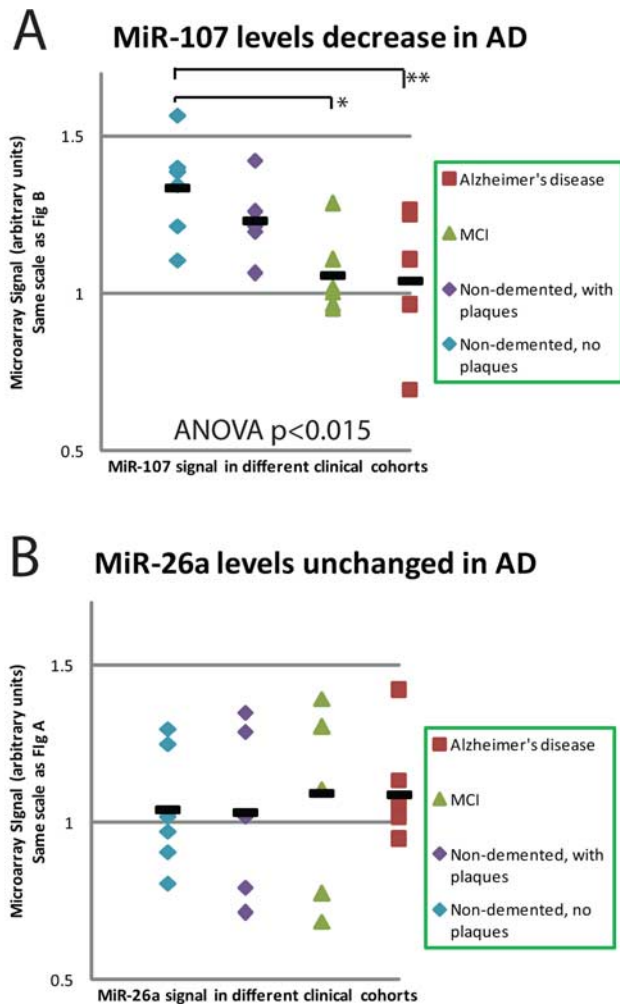 A
MiR-107 levels decrease in AD
**
*
Microarray Signal (arbitrary units)
Same scale as Fig B
1.5
1
0.5
Alzheimer's disease
MCI
Non-demented, with
plaques
Non-demented, no
plaques
ANOVA p<0.015
MiR-107 signal in different clinical cohorts
B
MiR-26a levels unchanged in AD
Microarray Signal (arbitrary units)
Same scale as FIg A
1.5
1
0.5
Alzheimer's disease
MCI
Non-demented, with
plaques
Non-demented, no
plaques
MiR-26a signal in different clinical cohorts